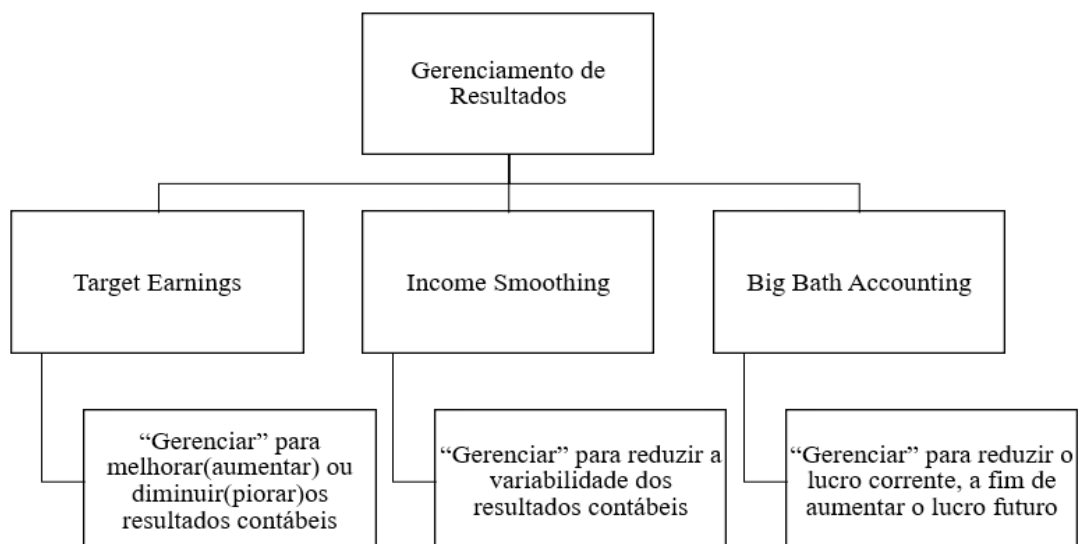 Gerenciamento de
Resultados
Target Earnings
Income Smoothing
Big Bath Accounting
“Gerenciar” para
melhorar(aumentar) ou
diminuir(piorar)os
resultados contábeis
“Gerenciar” para reduzir a
variabilidade dos
resultados contábeis
“Gerenciar” para reduzir o
lucro corrente, a fim de
aumentar o lucro futuro